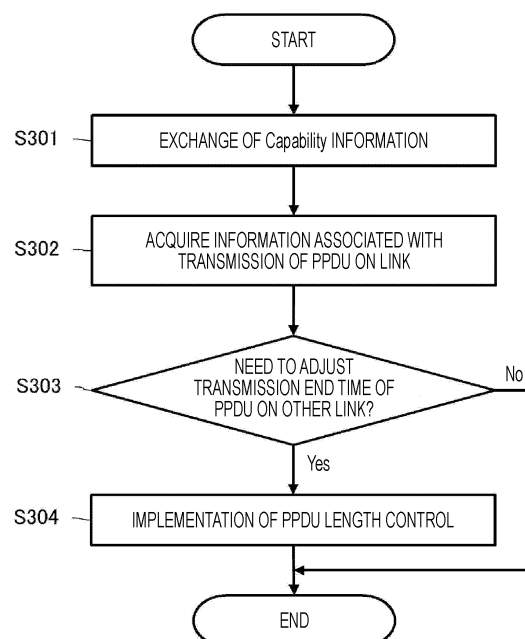 START
S301
EXCHANGE OF Capability INFORMATION
S302
ACQUIRE INFORMATION ASSOCIATED WITH
TRANSMISSION OF PPDU ON LINK
S303
NEED TO ADJUST
TRANSMISSION END TIME OF
PPDU ON OTHER LINK?
No
Yes
S304
IMPLEMENTATION OF PPDU LENGTH CONTROL
END